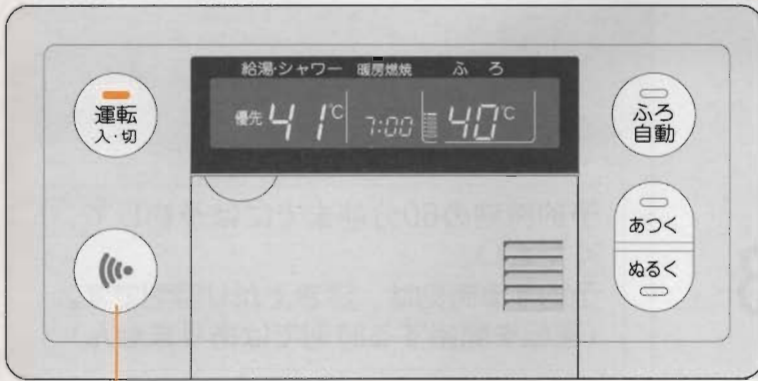 給湯・シャワー 暖房燃焼 ふろ
優先 41℃ 7:00 40℃
運転
入・切
ふろ
自動
あつく
ぬるく